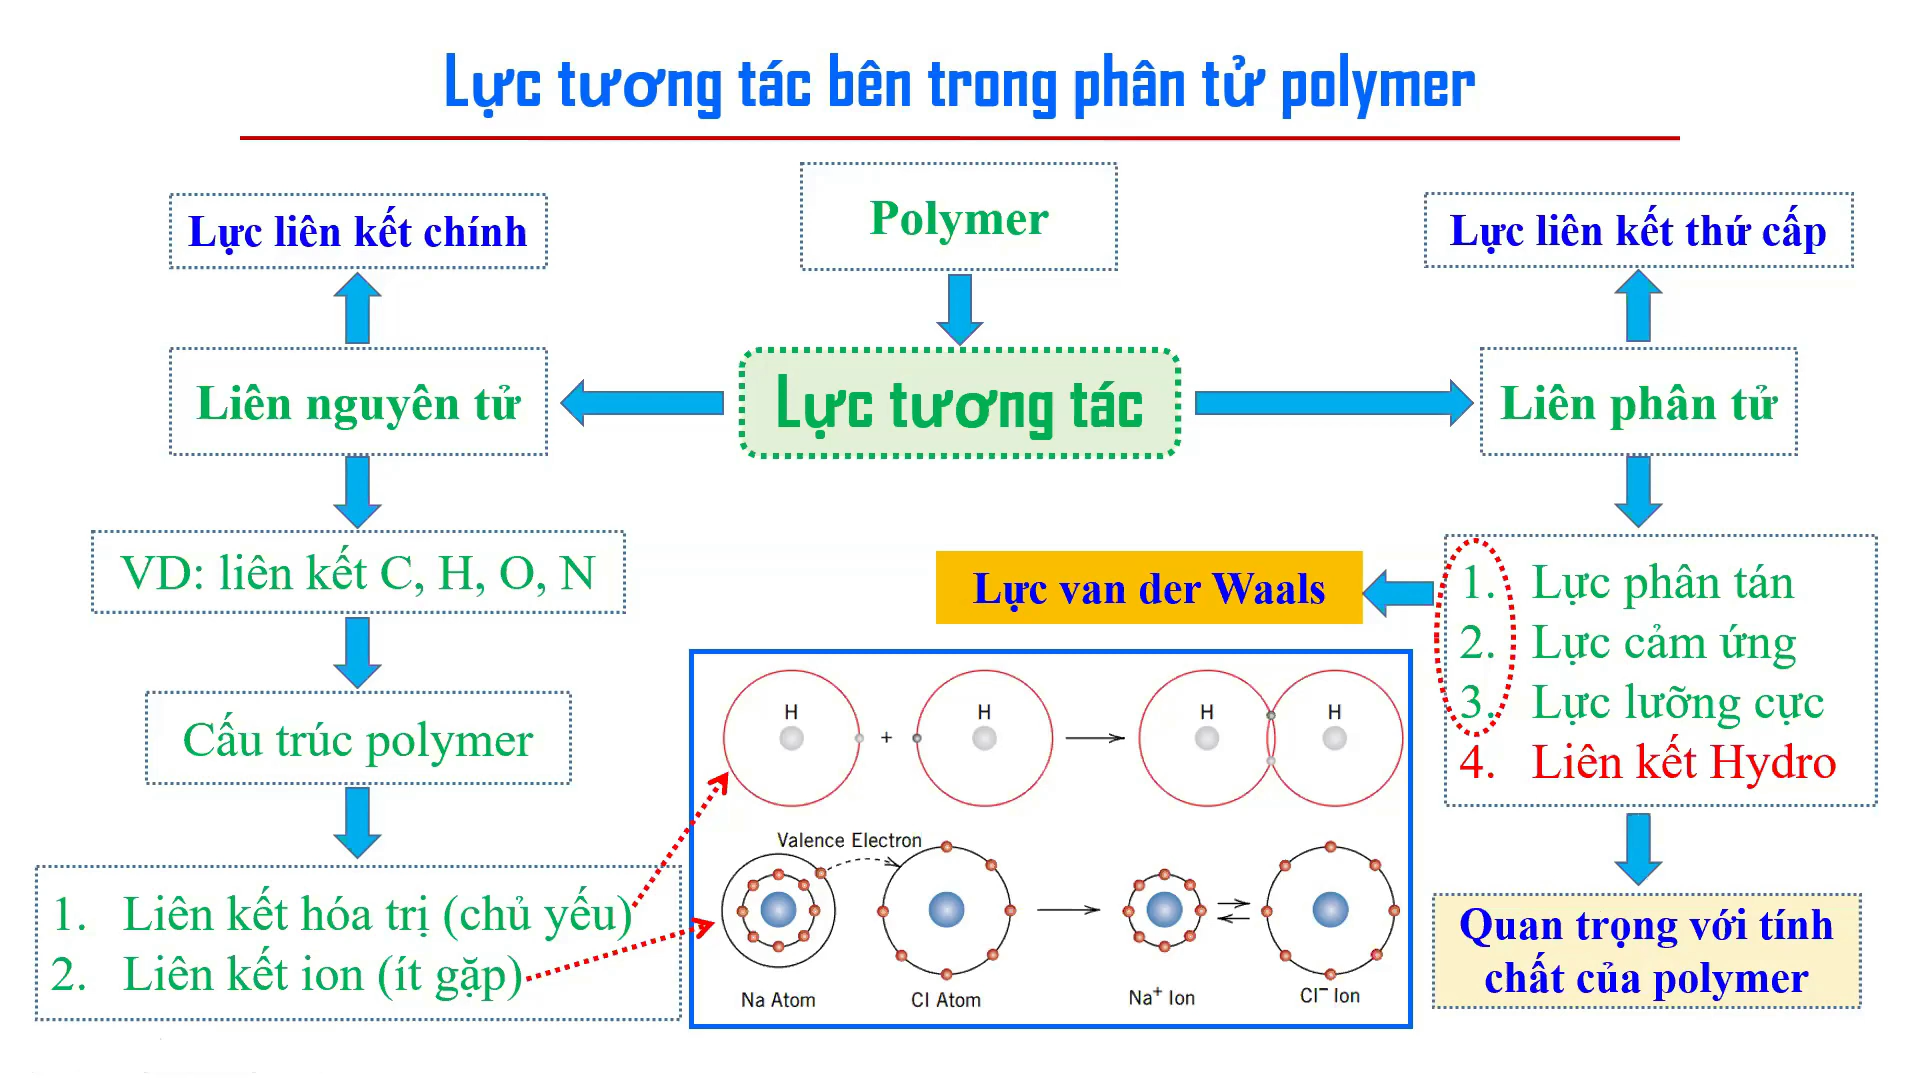 Lực tương tác bên trong phân tử polymer
Polymer
Lực liên kết chính
Lực liên kết thứ cấp
Liên nguyên tử
Lực tương tác
Liên phân tử
VD: liên kết C, H, O, N
Lực van der Waals
1. Lực phân tán
2. Lực cảm ứng
3. Lực lưỡng cực
4. Liên kết Hydro
Cấu trúc polymer
H + H H H
Valence Electron
1. Liên kết hóa trị (chủ yếu)
2. Liên kết ion (ít gặp)
Na Atom
Cl Atom
Na+ Ion
Cl− Ion
Quan trọng với tính
chất của polymer